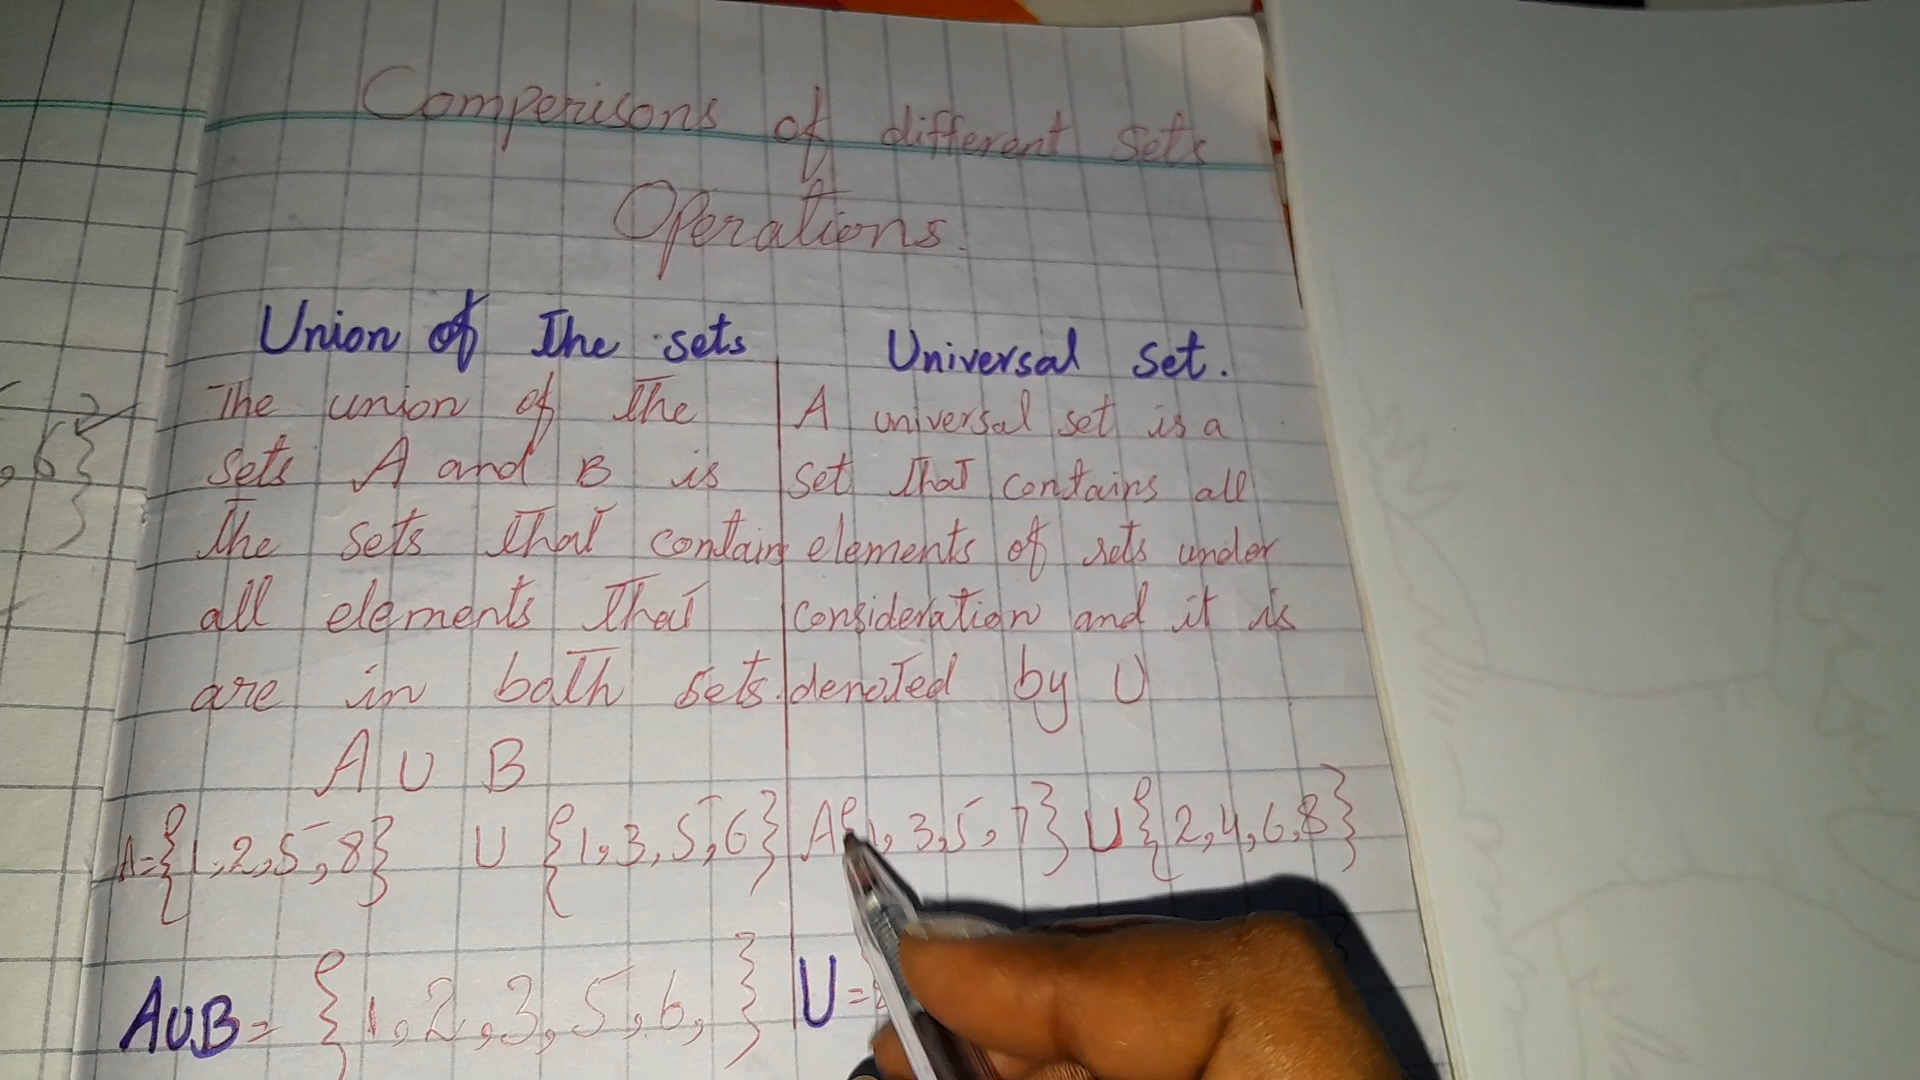 Comperisons of different sets
Operations.
Union of The sets
The union of The
sets A and B is
The sets That contain
all elements That
are in both sets.
A U B
A={1,2,5,8} U {1,3,5,6}
AUB = {1,2,3,5,6,}
Universal set.
A universal set is a
set That contains all
elements of sets under
consideration and it is
denoted by U
A{1,3,5,7} U {2,4,6,8}
U =
,6}